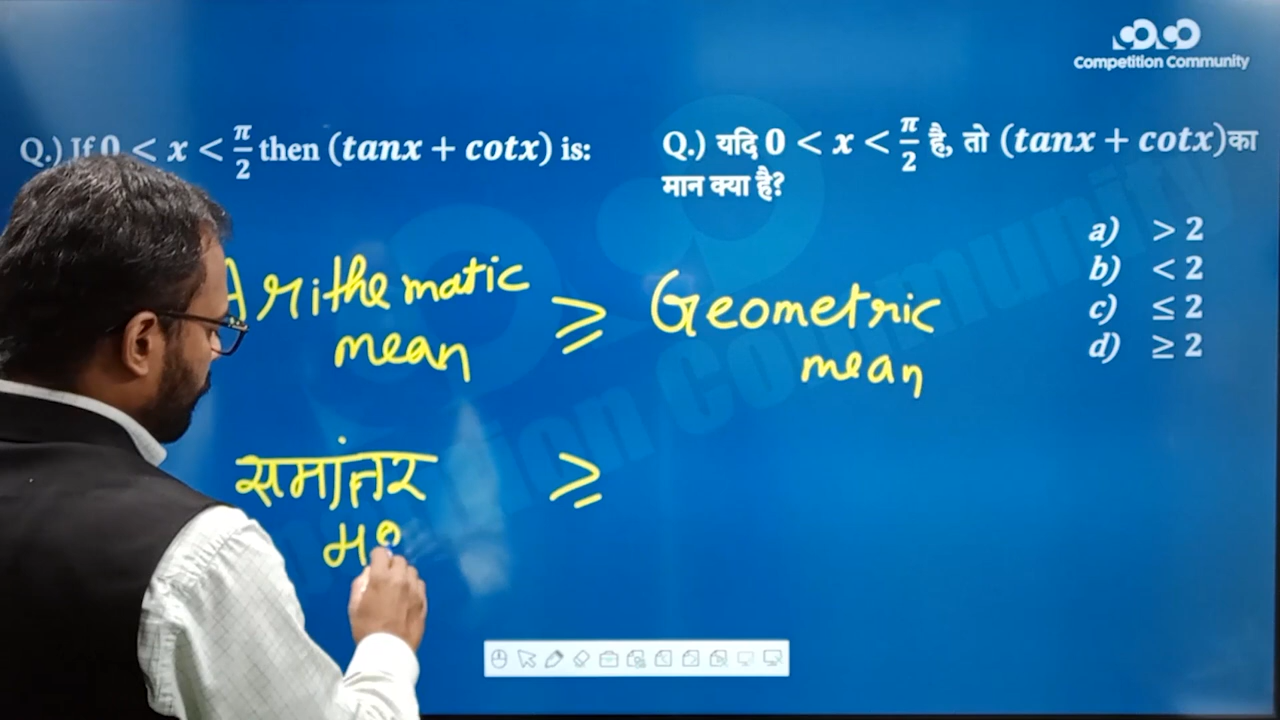 Competition Community
Q.) If 0 < x < π/2 then (tanx + cotx) is:
Q.) यदि 0 < x < π/2 है, तो (tanx + cotx)का
मान क्या है?
a) > 2
b) < 2
c) ≤ 2
d) ≥ 2
Arithematic
mean
≥
Geometric
mean
समांतर
≥